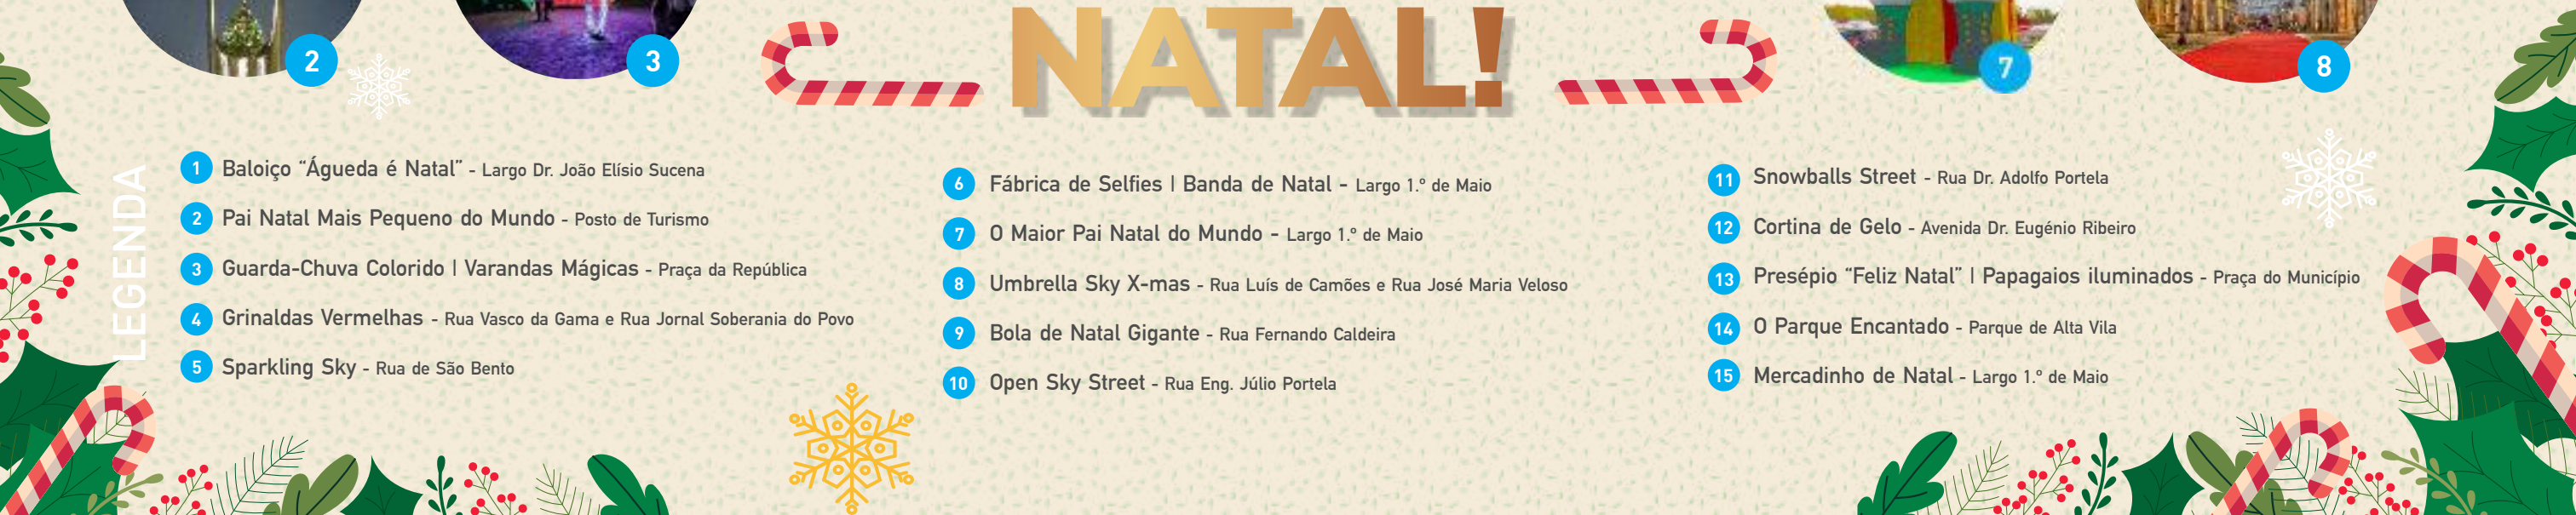 2
3
NATAL!
7
8
LEGENDA
1 Baloiço “Águeda é Natal” - Largo Dr. João Elísio Sucena
2 Pai Natal Mais Pequeno do Mundo - Posto de Turismo
3 Guarda-Chuva Colorido | Varandas Mágicas - Praça da República
4 Grinaldas Vermelhas - Rua Vasco da Gama e Rua Jornal Soberania do Povo
5 Sparkling Sky - Rua de São Bento
6 Fábrica de Selfies | Banda de Natal - Largo 1.º de Maio
7 O Maior Pai Natal do Mundo - Largo 1.º de Maio
8 Umbrella Sky X-mas - Rua Luís de Camões e Rua José Maria Veloso
9 Bola de Natal Gigante - Rua Fernando Caldeira
10 Open Sky Street - Rua Eng. Júlio Portela
11 Snowballs Street - Rua Dr. Adolfo Portela
12 Cortina de Gelo - Avenida Dr. Eugénio Ribeiro
13 Presépio “Feliz Natal” | Papagaios iluminados - Praça do Município
14 O Parque Encantado - Parque de Alta Vila
15 Mercadinho de Natal - Largo 1.º de Maio